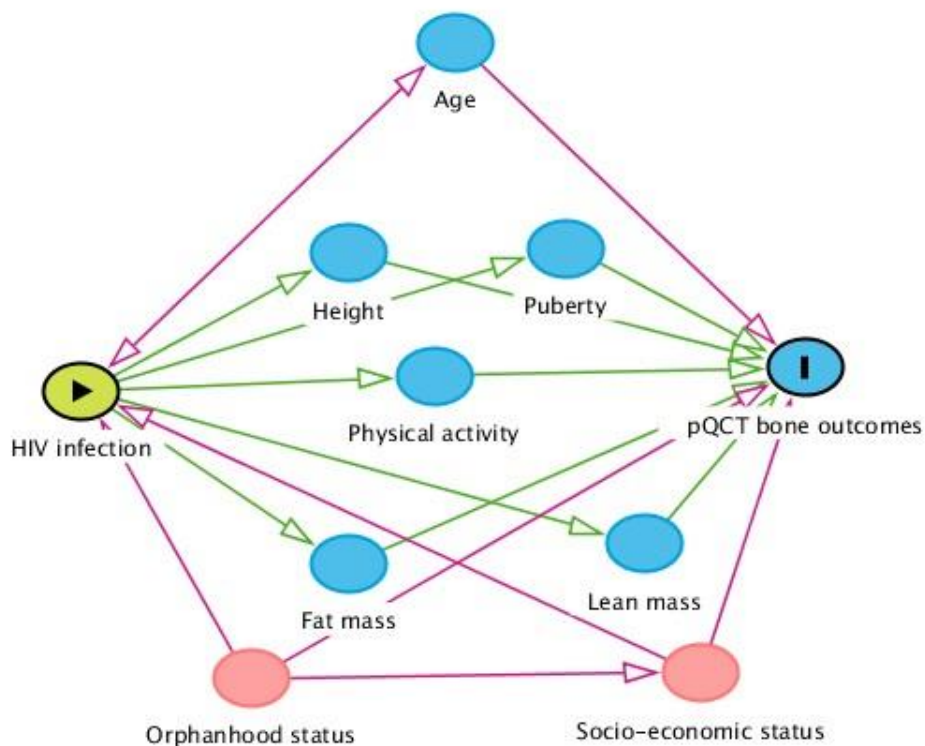 Age
Height
Puberty
Physical activity
pQCT bone outcomes
HIV infection
Lean mass
Fat mass
Orphanhood status
Socio-economic status